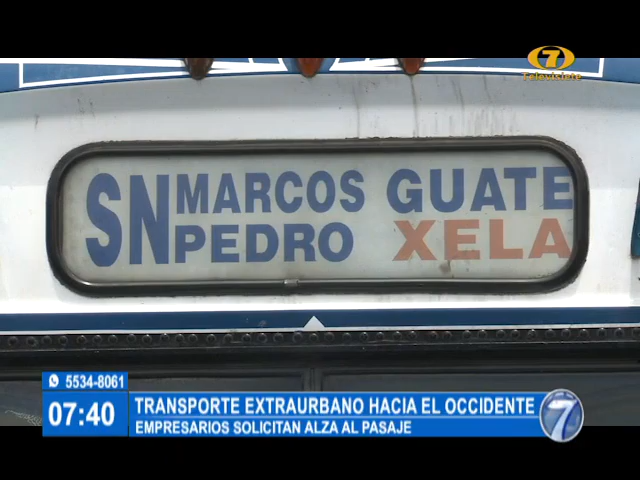 7
Televisiete
SN MARCOS GUATE
SN PEDRO XELA
5534-8061
07:40
TRANSPORTE EXTRAURBANO HACIA EL OCCIDENTE
EMPRESARIOS SOLICITAN ALZA AL PASAJE
7